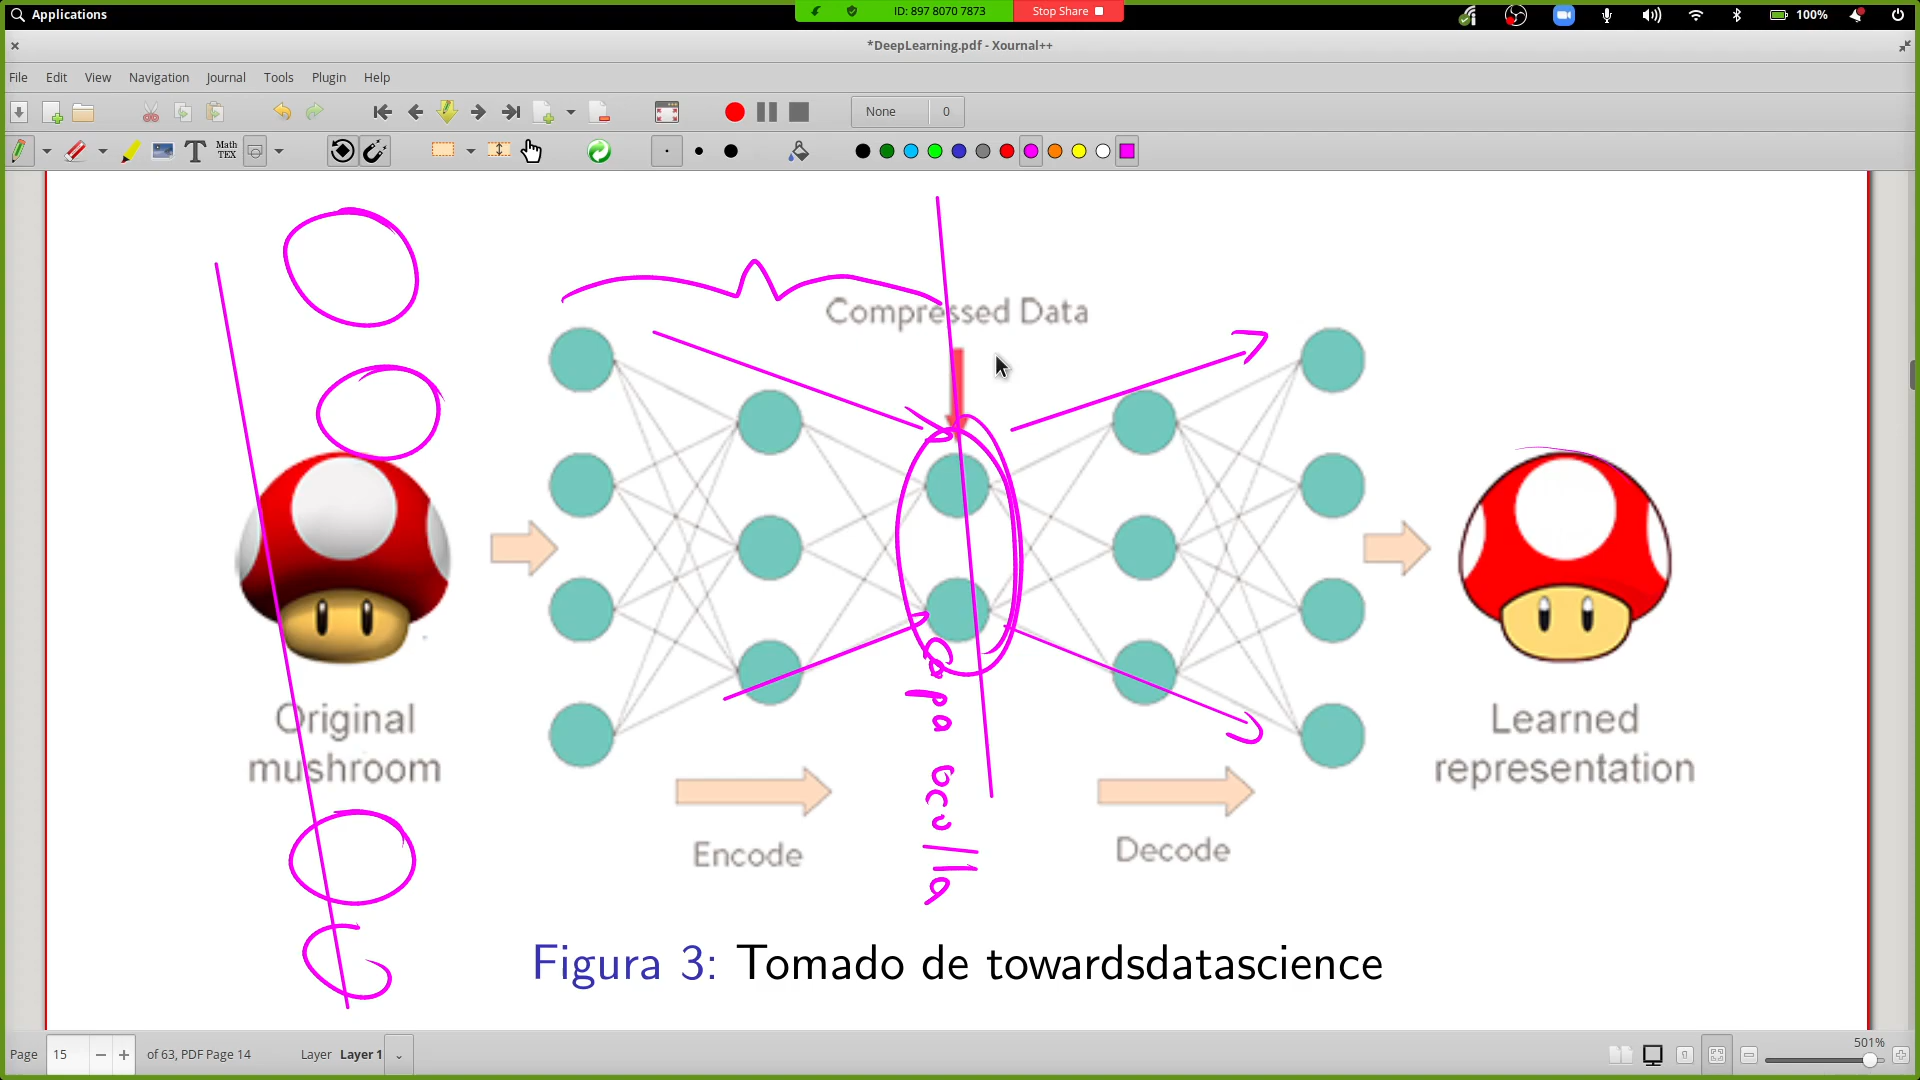 Applications
ID: 897 8070 7873
Stop Share
100%
*DeepLearning.pdf - Xournal++
File Edit View Navigation Journal Tools Plugin Help
None 0
T Math TEX
Compressed Data
Original mushroom
Learned representation
Capa oculta
Encode
Decode
Figura 3: Tomado de towardsdatascience
Page 15 of 63, PDF Page 14 Layer Layer 1
501%